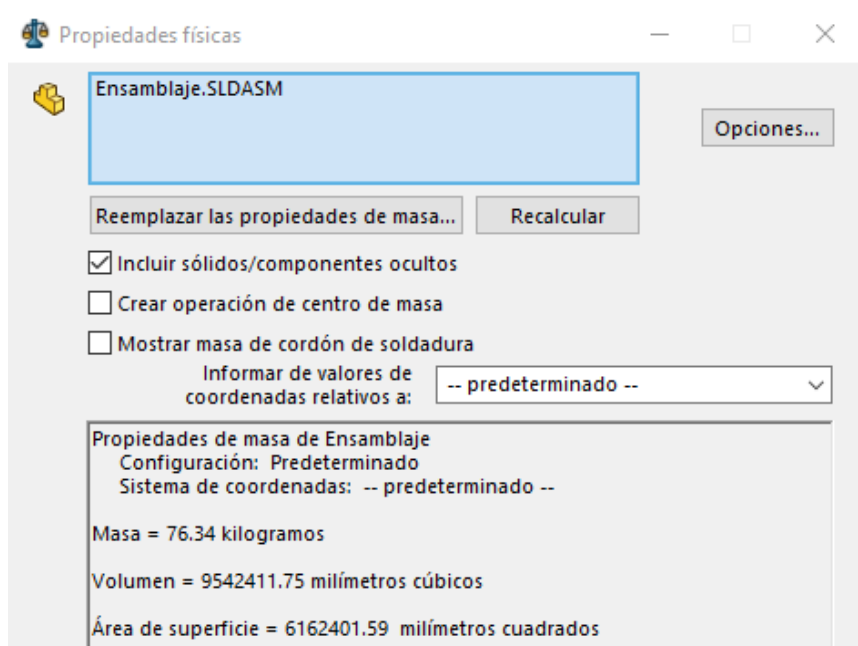 Propiedades físicas
Ensamblaje.SLDASM
Opciones...
Reemplazar las propiedades de masa...
Recalcular
Incluir sólidos/componentes ocultos
Crear operación de centro de masa
Mostrar masa de cordón de soldadura
Informar de valores de
coordenadas relativos a:
-- predeterminado --
Propiedades de masa de Ensamblaje
Configuración: Predeterminado
Sistema de coordenadas: -- predeterminado --
Masa = 76.34 kilogramos
Volumen = 9542411.75 milímetros cúbicos
Área de superficie = 6162401.59 milímetros cuadrados